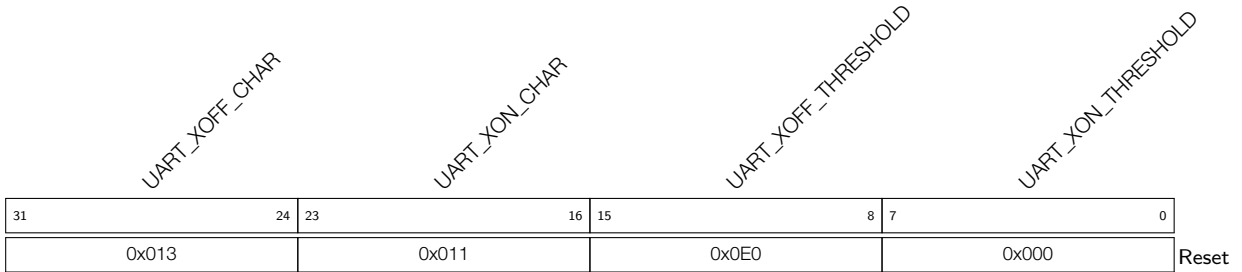 UART_XOFF_CHAR UART_XON_CHAR UART_XOFF_THRESHOLD UART_XON_THRESHOLD
31 24 23 16 15 8 7 0
0x013 0x011 0x0E0 0x000 Reset